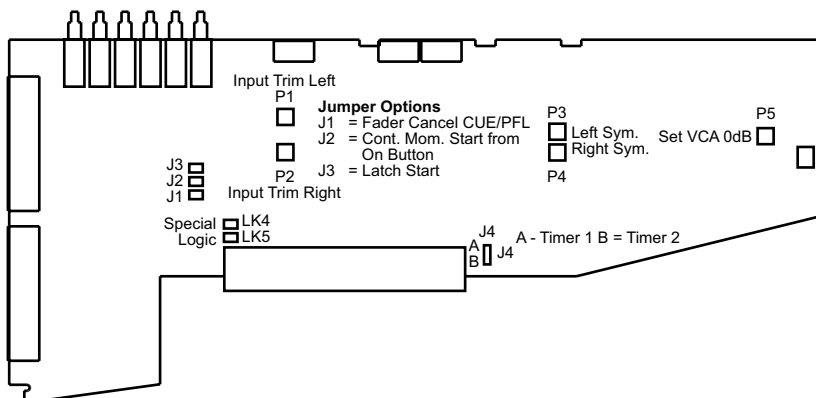 Input Trim Left
P1
Jumper Options
J1 = Fader Cancel CUE/PFL
J2 = Cont. Mom. Start from
On Button
J3 = Latch Start
P2
Input Trim Right
J3
J2
J1
Special
Logic
LK4
LK5
P3
Left Sym.
Right Sym.
P4
P5
Set VCA 0dB
J4
A
B
J4
A - Timer 1 B = Timer 2